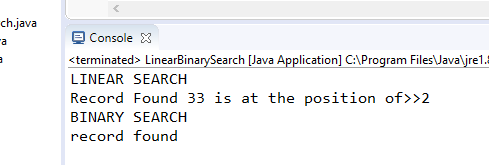 ch.java
va
a
Console
<terminated> LinearBinarySearch [Java Application] C:\Program Files\Java\jre1.8
LINEAR SEARCH
Record Found 33 is at the position of>>2
BINARY SEARCH
record found